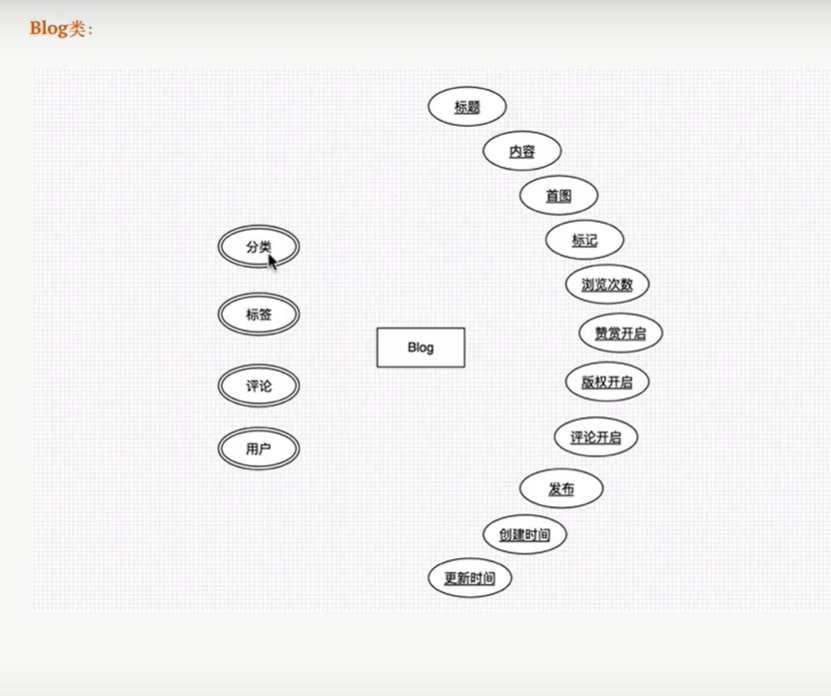 Blog类：
标题
内容
首图
标记
浏览次数
赞赏开启
版权开启
评论开启
发布
创建时间
更新时间
分类
标签
评论
用户
Blog